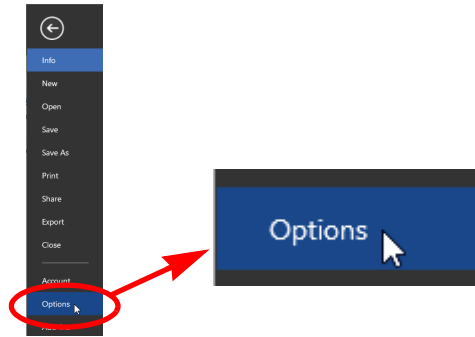 Info
New
Open
Save
Save As
Print
Share
Export
Close
Account
Options
Options